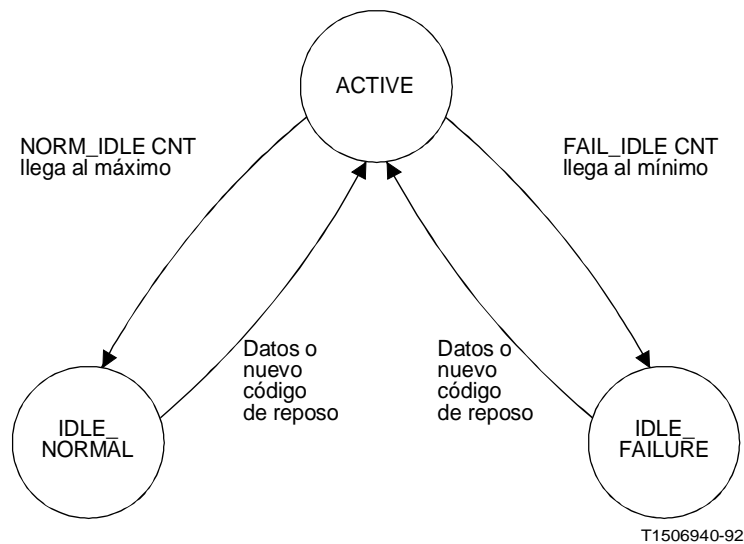 ACTIVE
NORM_IDLE CNT
llega al máximo
FAIL_IDLE CNT
llega al mínimo
Datos o
nuevo
código
de reposo
Datos o
nuevo
código
de reposo
IDLE_
NORMAL
IDLE_
FAILURE
T1506940-92